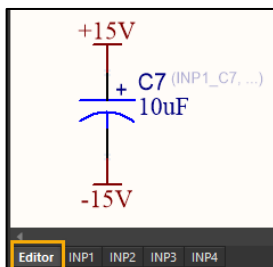 +15V
+ C7 (INP1_C7, ...)
10uF
-15V
Editor INP1 INP2 INP3 INP4